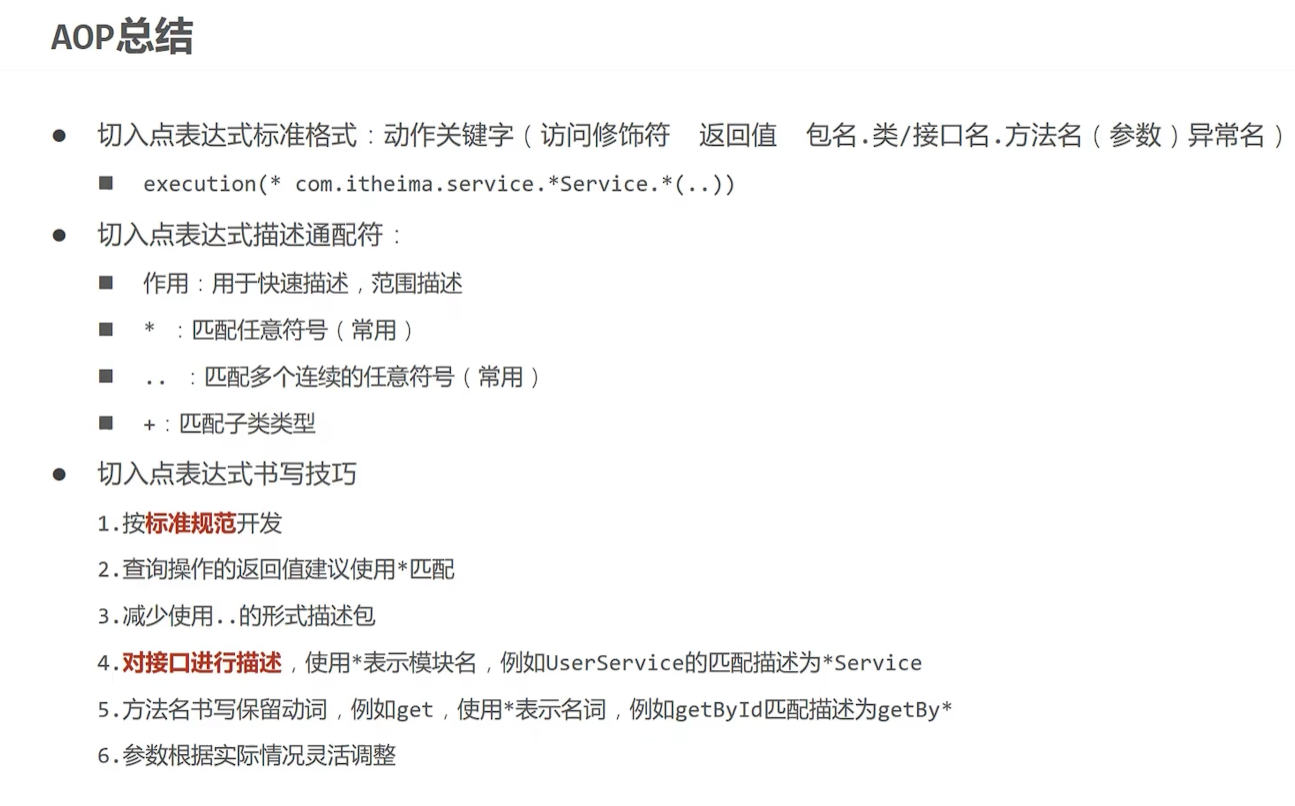 AOP总结
● 切入点表达式标准格式：动作关键字（访问修饰符  返回值  包名.类/接口名.方法名（参数）异常名）
■ execution(* com.itheima.service.*Service.*(..))
● 切入点表达式描述通配符：
■ 作用：用于快速描述，范围描述
■ * ：匹配任意符号（常用）
■ .. ：匹配多个连续的任意符号（常用）
■ +：匹配子类类型
● 切入点表达式书写技巧
1.按标准规范开发
2.查询操作的返回值建议使用*匹配
3.减少使用..的形式描述包
4.对接口进行描述，使用*表示模块名，例如UserService的匹配描述为*Service
5.方法名书写保留动词，例如get，使用*表示名词，例如getById匹配描述为getBy*
6.参数根据实际情况灵活调整